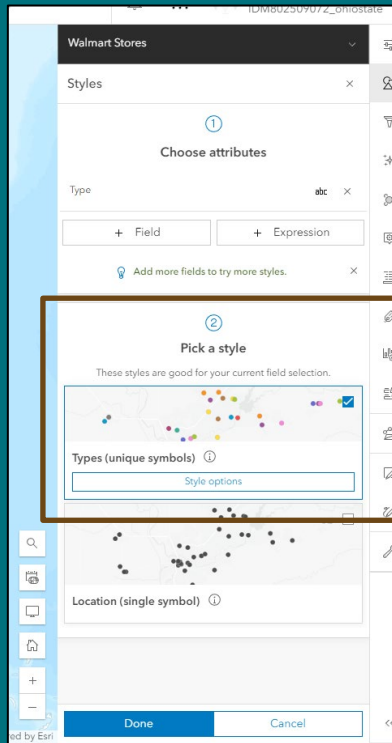 IDM802509072_ohiostate
Walmart Stores
Styles
1
Choose attributes
Type abc
+ Field + Expression
Add more fields to try more styles.
2
Pick a style
These styles are good for your current field selection.
Types (unique symbols)
Style options
Location (single symbol)
Done Cancel
ed by Esri